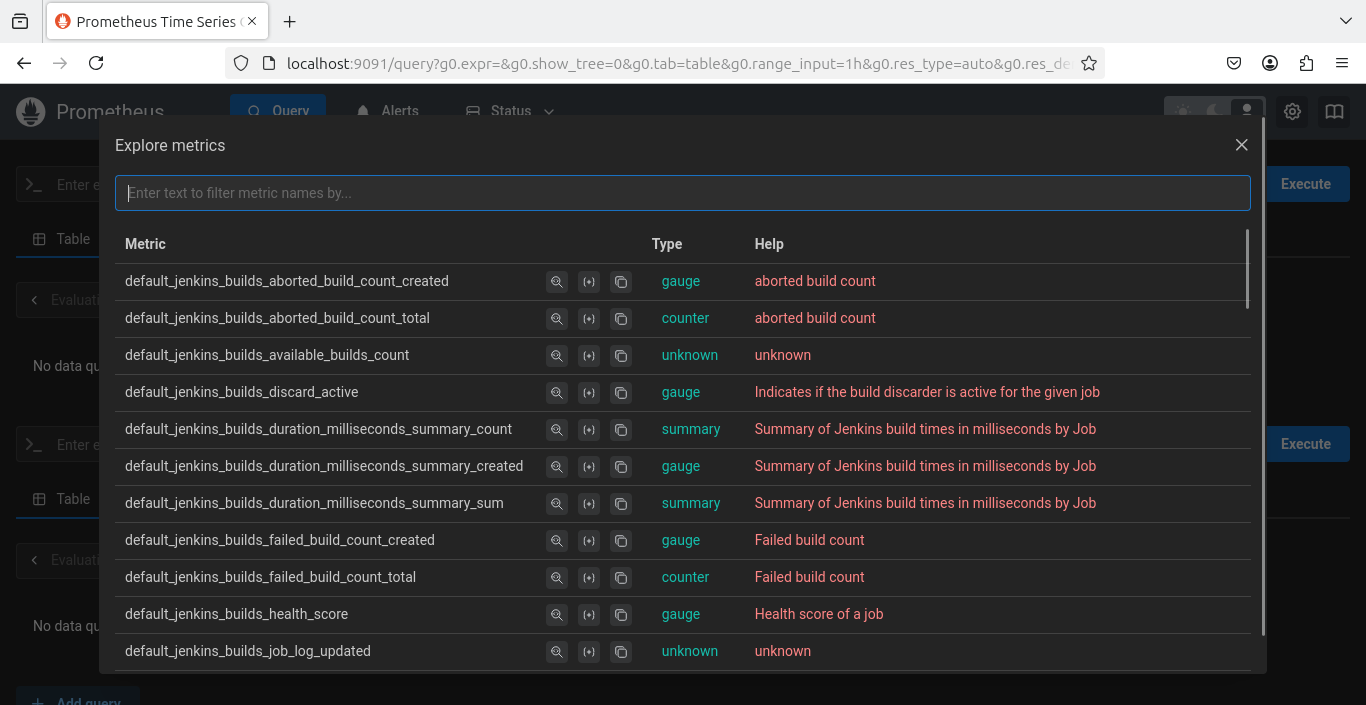 Prometheus Time Series
localhost:9091/query?g0.expr=&g0.show_tree=0&g0.tab=table&g0.range_input=1h&g0.res_type=auto&g0.res_de
Prometheus
Query
Alerts
Status
Explore metrics
Enter text to filter metric names by...
Enter e
Execute
Table
Metric Type Help
default_jenkins_builds_aborted_build_count_created gauge aborted build count
default_jenkins_builds_aborted_build_count_total counter aborted build count
Evaluati
default_jenkins_builds_available_builds_count unknown unknown
No data qu
default_jenkins_builds_discard_active gauge Indicates if the build discarder is active for the given job
default_jenkins_builds_duration_milliseconds_summary_count summary Summary of Jenkins build times in milliseconds by Job
Enter e
Execute
default_jenkins_builds_duration_milliseconds_summary_created gauge Summary of Jenkins build times in milliseconds by Job
Table
default_jenkins_builds_duration_milliseconds_summary_sum summary Summary of Jenkins build times in milliseconds by Job
default_jenkins_builds_failed_build_count_created gauge Failed build count
Evaluati
default_jenkins_builds_failed_build_count_total counter Failed build count
default_jenkins_builds_health_score gauge Health score of a job
No data qu
default_jenkins_builds_job_log_updated unknown unknown
Add query